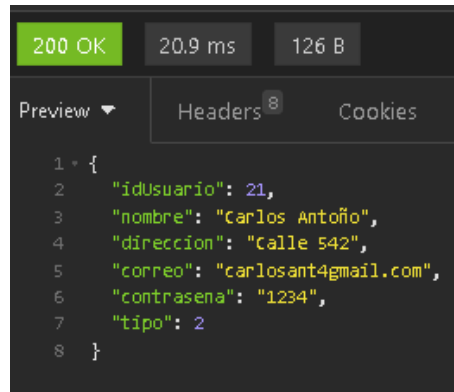 200 OK 20.9 ms 126 B
Preview Headers 8 Cookies
1 {
2 "idUsuario": 21,
3 "nombre": "Carlos Antoño",
4 "direccion": "Calle 542",
5 "correo": "carlosant4gmail.com",
6 "contrasena": "1234",
7 "tipo": 2
8 }